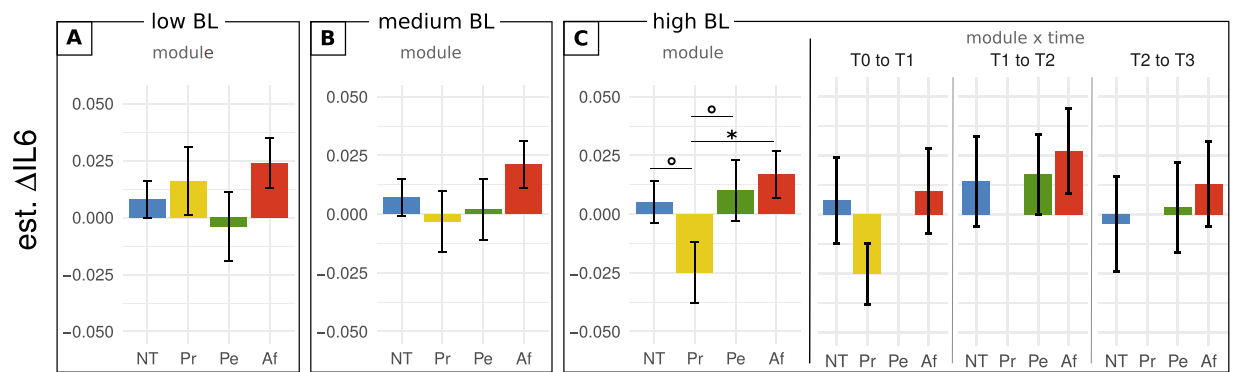 A low BL
module
est. ΔIL6
0.050
0.025
0.000
−0.025
−0.050
NT Pr Pe Af
B medium BL
module
0.050
0.025
0.000
−0.025
−0.050
NT Pr Pe Af
C high BL
module
0.050
0.025
0.000
−0.025
−0.050
NT Pr Pe Af
*
module x time
T0 to T1 T1 to T2 T2 to T3
NT Pr Pe Af NT Pr Pe Af NT Pr Pe Af